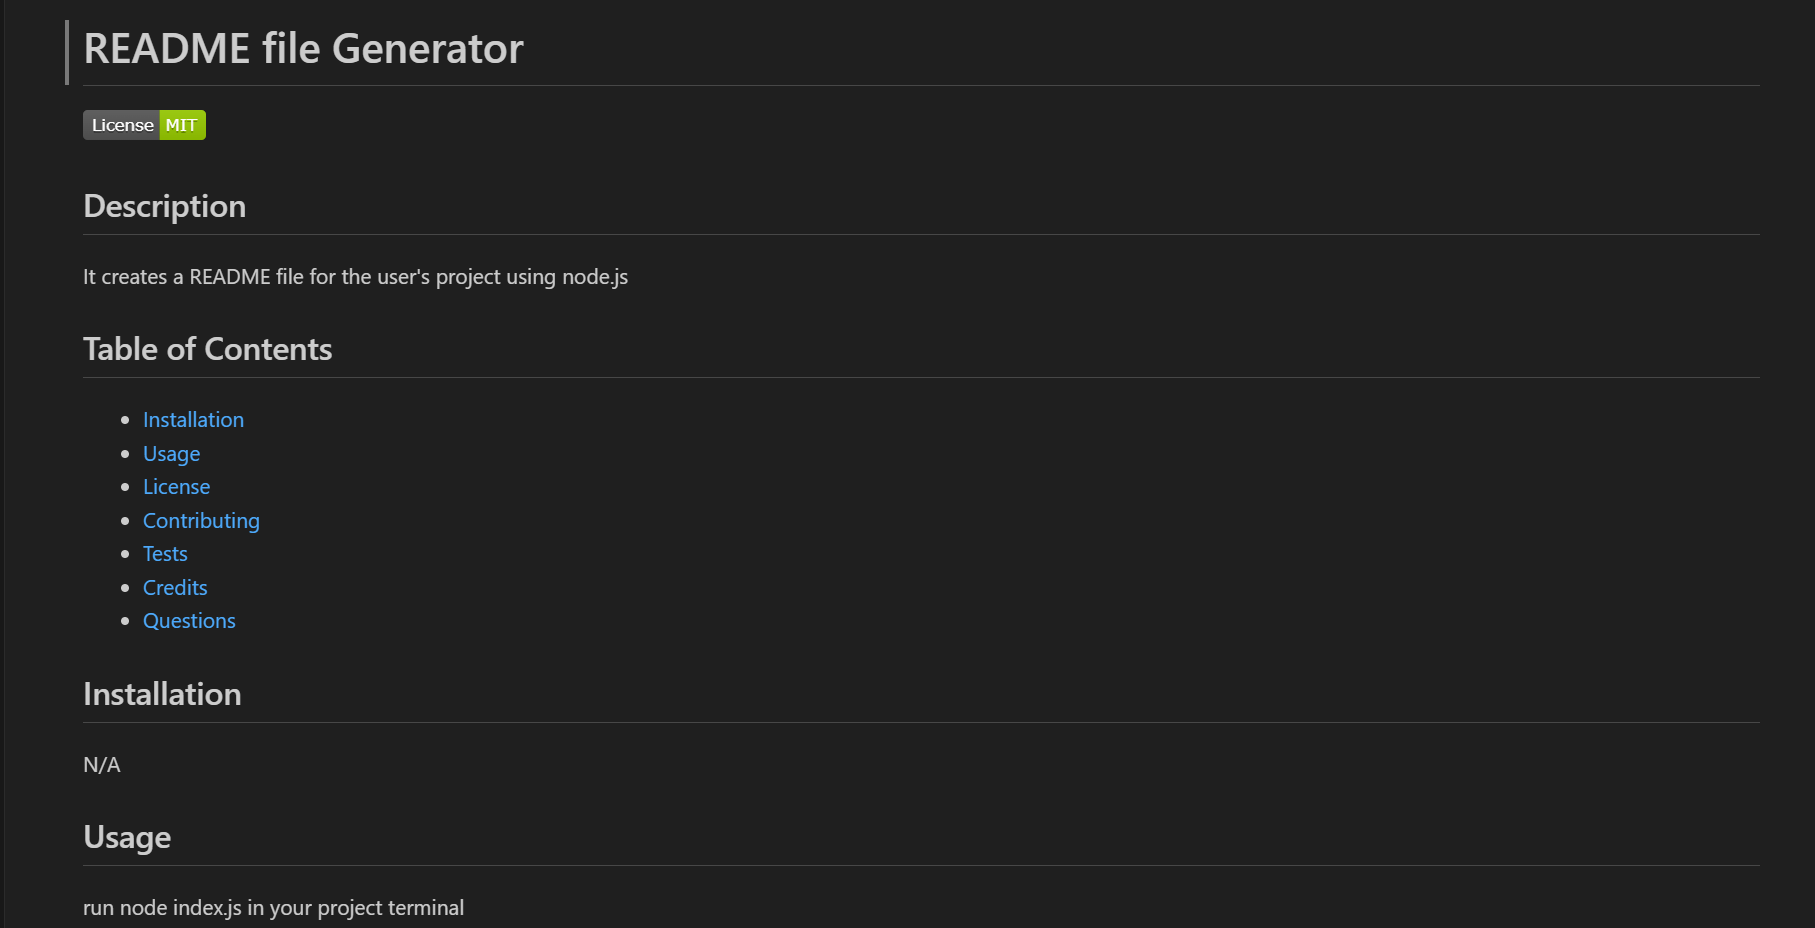 README file Generator
License MIT
Description
It creates a README file for the user's project using node.js
Table of Contents
Installation
Usage
License
Contributing
Tests
Credits
Questions
Installation
N/A
Usage
run node index.js in your project terminal